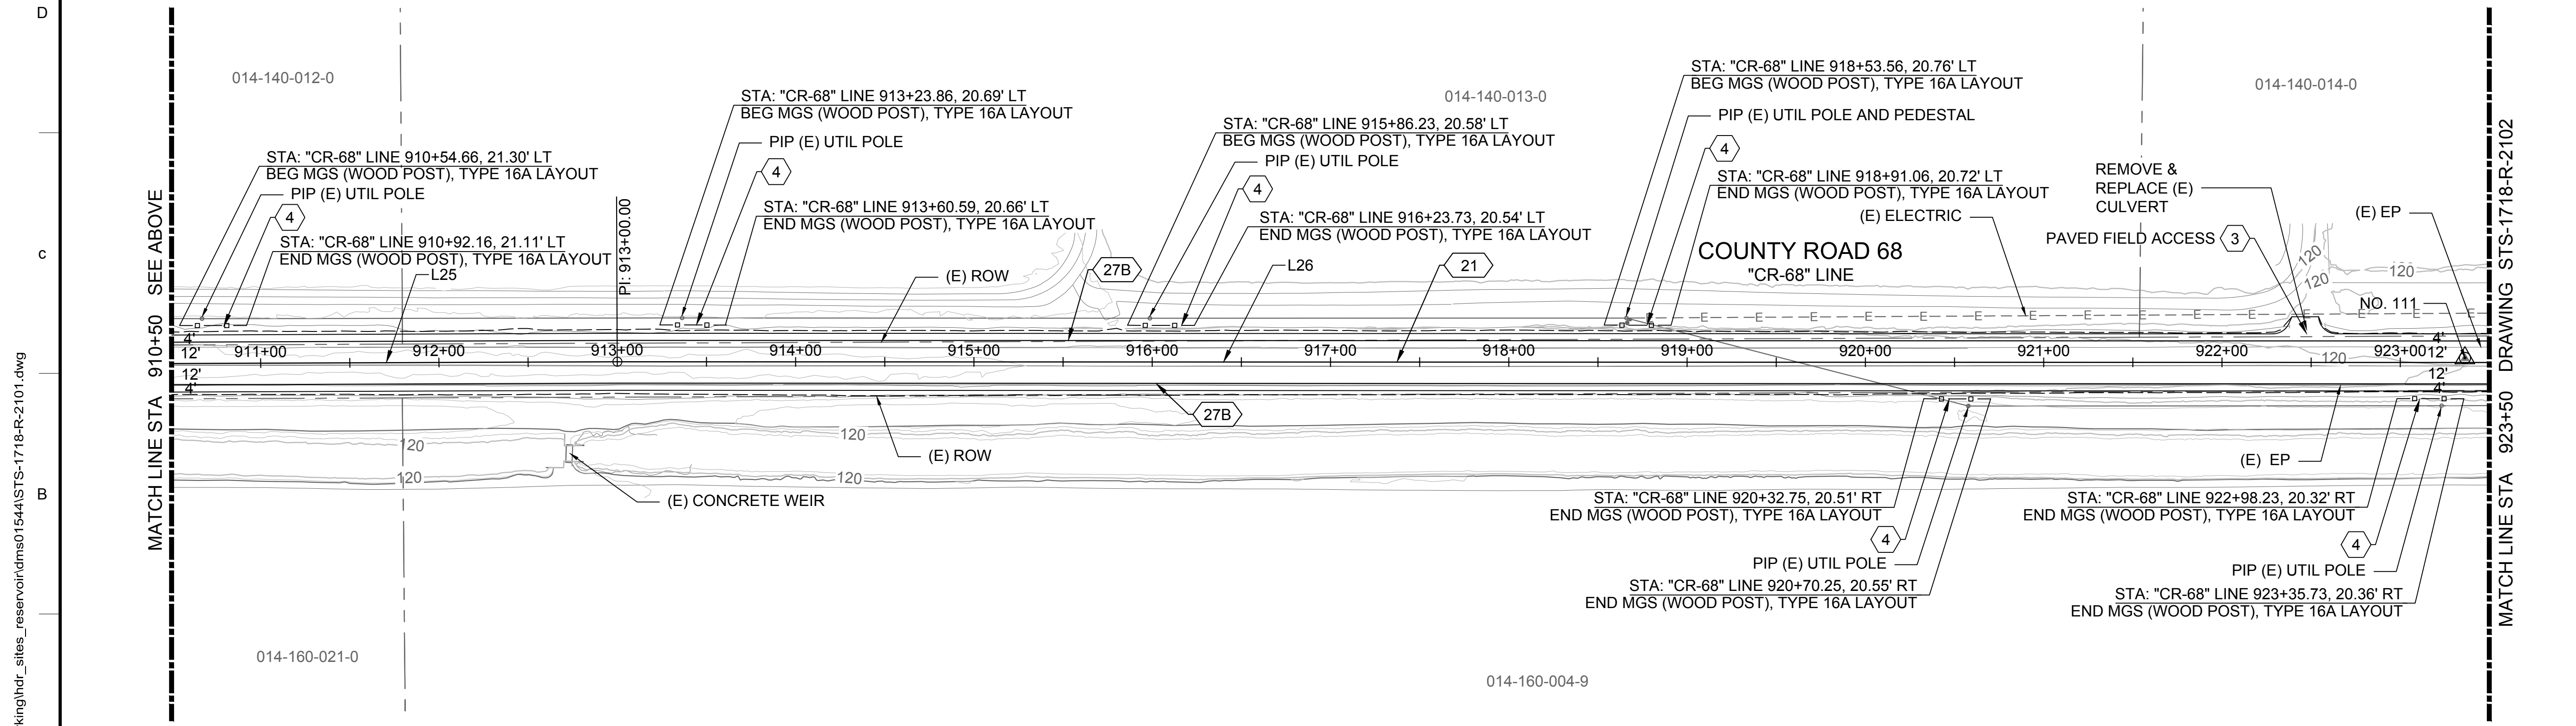 D
c
B
king\hdr_sites_reservoir\dms01544\STS-1718-R-2101.dwg
MATCH LINE STA 910+50 SEE ABOVE
014-140-012-0
STA: "CR-68" LINE 910+54.66, 21.30' LT
BEG MGS (WOOD POST), TYPE 16A LAYOUT
PIP (E) UTIL POLE
4
STA: "CR-68" LINE 910+92.16, 21.11' LT
END MGS (WOOD POST), TYPE 16A LAYOUT
L25
PI: 913+00.00
STA: "CR-68" LINE 913+23.86, 20.69' LT
BEG MGS (WOOD POST), TYPE 16A LAYOUT
PIP (E) UTIL POLE
4
STA: "CR-68" LINE 913+60.59, 20.66' LT
END MGS (WOOD POST), TYPE 16A LAYOUT
(E) ROW
27B
014-140-013-0
STA: "CR-68" LINE 915+86.23, 20.58' LT
BEG MGS (WOOD POST), TYPE 16A LAYOUT
PIP (E) UTIL POLE
4
STA: "CR-68" LINE 916+23.73, 20.54' LT
END MGS (WOOD POST), TYPE 16A LAYOUT
L26
21
STA: "CR-68" LINE 918+53.56, 20.76' LT
BEG MGS (WOOD POST), TYPE 16A LAYOUT
PIP (E) UTIL POLE AND PEDESTAL
4
STA: "CR-68" LINE 918+91.06, 20.72' LT
END MGS (WOOD POST), TYPE 16A LAYOUT
(E) ELECTRIC
COUNTY ROAD 68
"CR-68" LINE
014-140-014-0
REMOVE &
REPLACE (E)
CULVERT
PAVED FIELD ACCESS
3
(E) EP
NO. 111
120
120
120
E E E E E E E E E E E E E E E
4'
12'
911+00
912+00
913+00
914+00
915+00
916+00
917+00
918+00
919+00
920+00
921+00
922+00
120
923+00
4'
12'
12'
4'
12'
4'
27B
(E) ROW
120
120
120
120
(E) CONCRETE WEIR
(E) EP
STA: "CR-68" LINE 920+32.75, 20.51' RT
END MGS (WOOD POST), TYPE 16A LAYOUT
4
PIP (E) UTIL POLE
STA: "CR-68" LINE 920+70.25, 20.55' RT
END MGS (WOOD POST), TYPE 16A LAYOUT
STA: "CR-68" LINE 922+98.23, 20.32' RT
END MGS (WOOD POST), TYPE 16A LAYOUT
4
PIP (E) UTIL POLE
STA: "CR-68" LINE 923+35.73, 20.36' RT
END MGS (WOOD POST), TYPE 16A LAYOUT
014-160-021-0
014-160-004-9
MATCH LINE STA 923+50 DRAWING STS-1718-R-2102